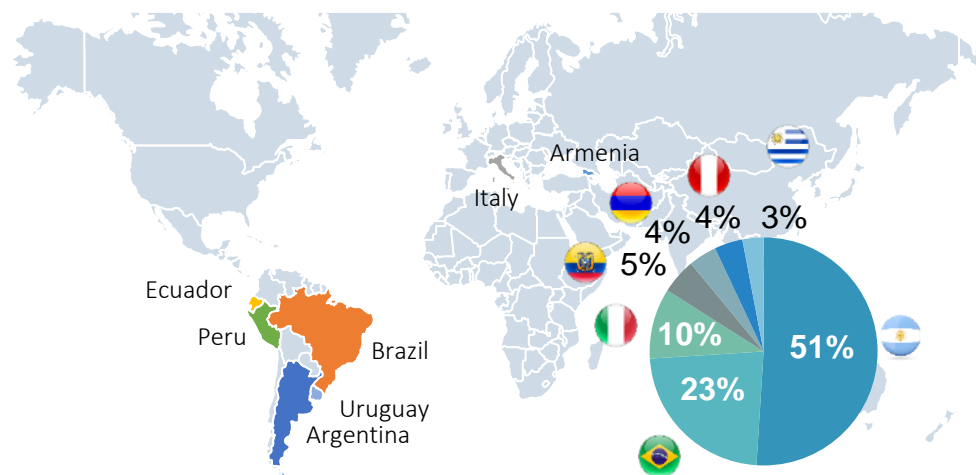 Armenia
Italy
4%
3%
4%
5%
Ecuador
Peru
Brazil
10%
51%
23%
Uruguay
Argentina